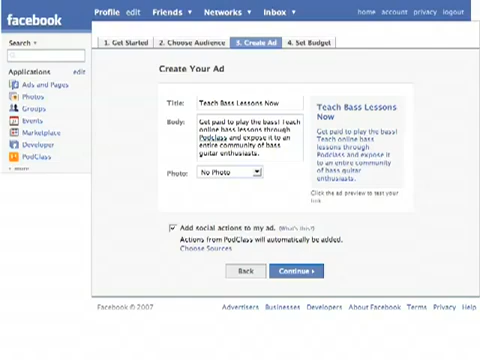 facebook
Profile edit Friends ▾ Networks ▾ Inbox ▾ home account privacy logout
Search ▾
Applications edit
Ads and Pages
Photos
Groups
Events
Marketplace
Developer
PodClass
more
1. Get Started 2. Choose Audience 3. Create Ad 4. Set Budget
Create Your Ad
Title: Teach Bass Lessons Now
Body: Get paid to play the bass! Teach
online bass lessons through
Podclass and expose it to an
entire community of bass
guitar enthusiasts.
Photo: No Photo
Teach Bass Lessons
Now
Get paid to play the bass!
Teach online bass
lessons through
Podclass and expose it to
an entire community of
bass guitar
enthusiasts.
Click the ad preview to test your
link.
Add social actions to my ad. (What's this?)
Actions from PodClass will automatically be added.
Choose Sources
Back Continue ›
Facebook © 2007 Advertisers Businesses Developers About Facebook Terms Privacy Help